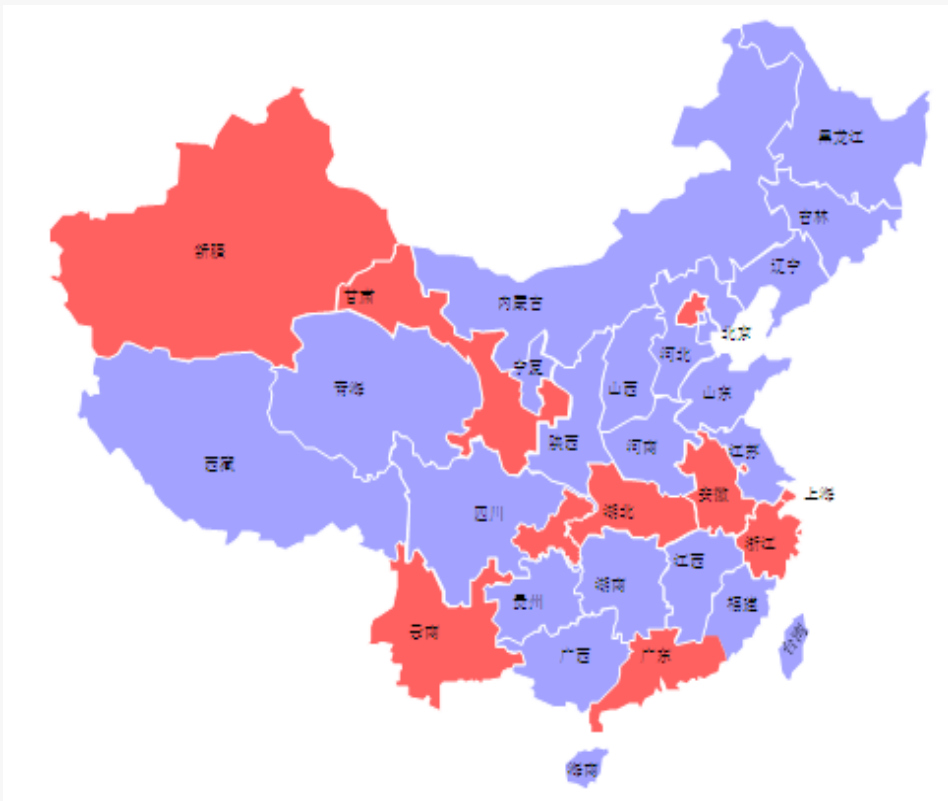 黑龙江
吉林
辽宁
新疆
甘肃
内蒙古
北京
河北
宁夏
山西
青海
山东
陕西
河南
江苏
西藏
安徽
上海
四川
湖北
浙江
江西
湖南
贵州
福建
云南
广西
广东
台湾
海南